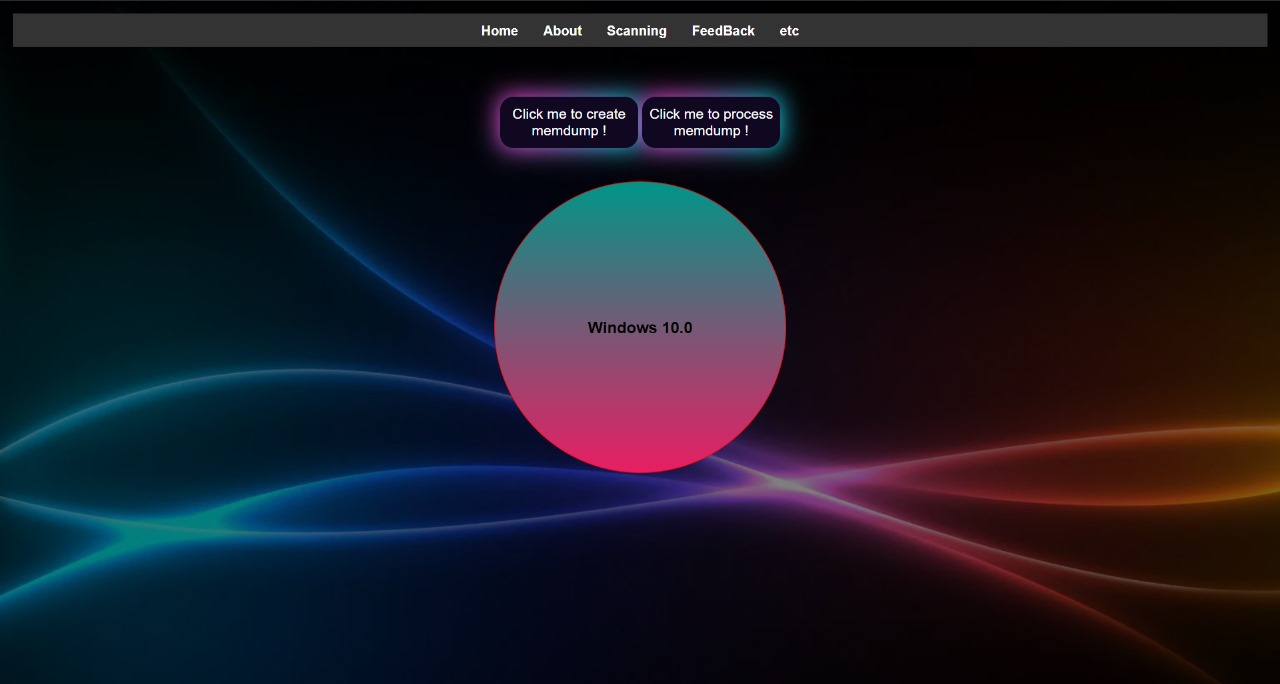 Home About Scanning FeedBack etc
Click me to create
memdump !
Click me to process
memdump !
Windows 10.0